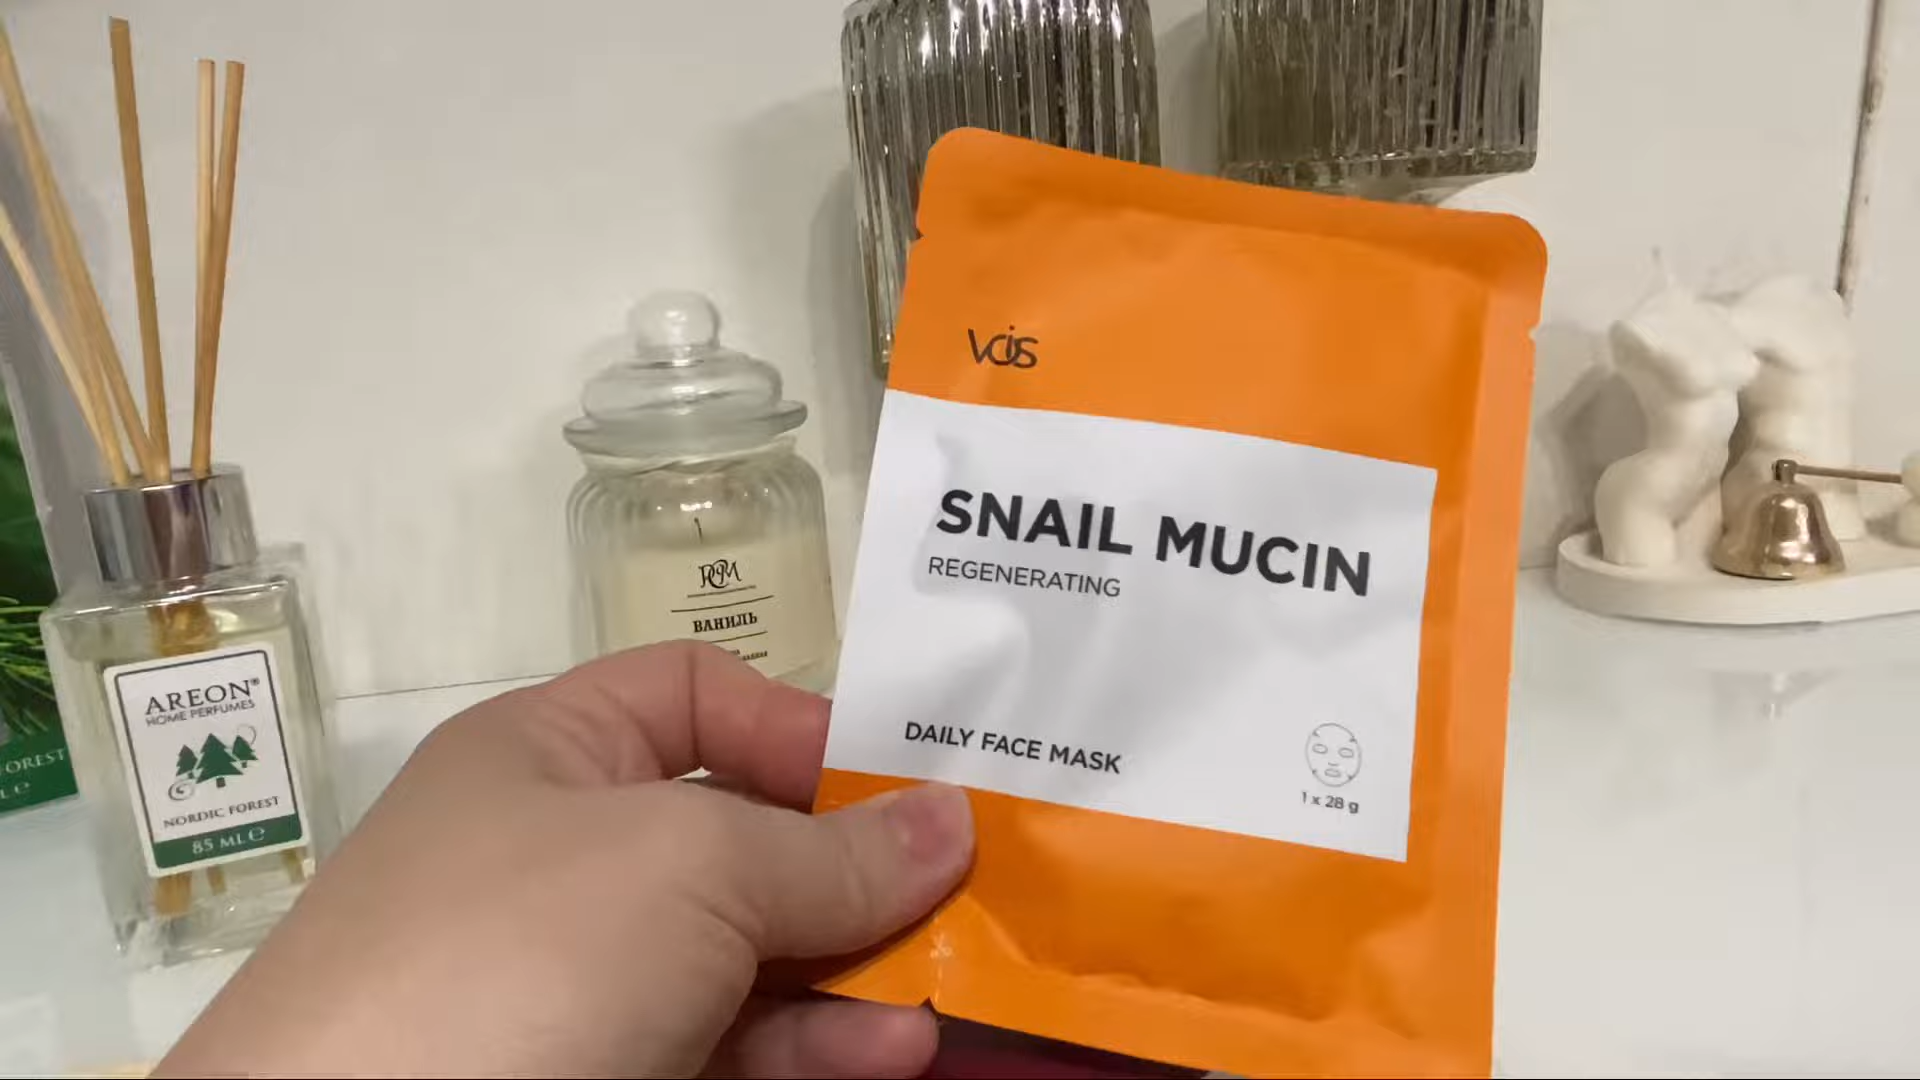 Vois
SNAIL MUCIN
REGENERATING
DAILY FACE MASK
1 x 28 g
AREON®
HOME PERFUMES
NORDIC FOREST
85 ML ℮
ВАНИЛЬ